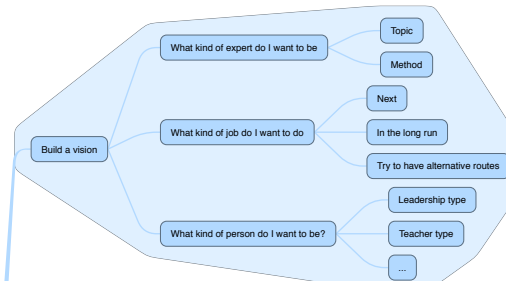 Build a vision
What kind of expert do I want to be
Topic
Method
What kind of job do I want to do
Next
In the long run
Try to have alternative routes
What kind of person do I want to be?
Leadership type
Teacher type
...